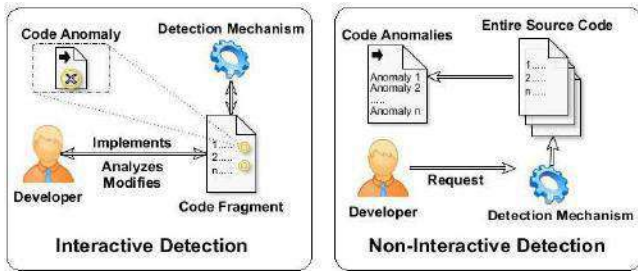 Code Anomaly
Detection Mechanism
Implements
Analyzes
Modifies
1.....
2.....
n.....
Developer
Code Fragment
Interactive Detection
Code Anomalies
Entire Source Code
Anomaly 1
Anomaly 2
.....
Anomaly n
1.....
2.....
n.....
Request
Developer
Detection Mechanism
Non-Interactive Detection